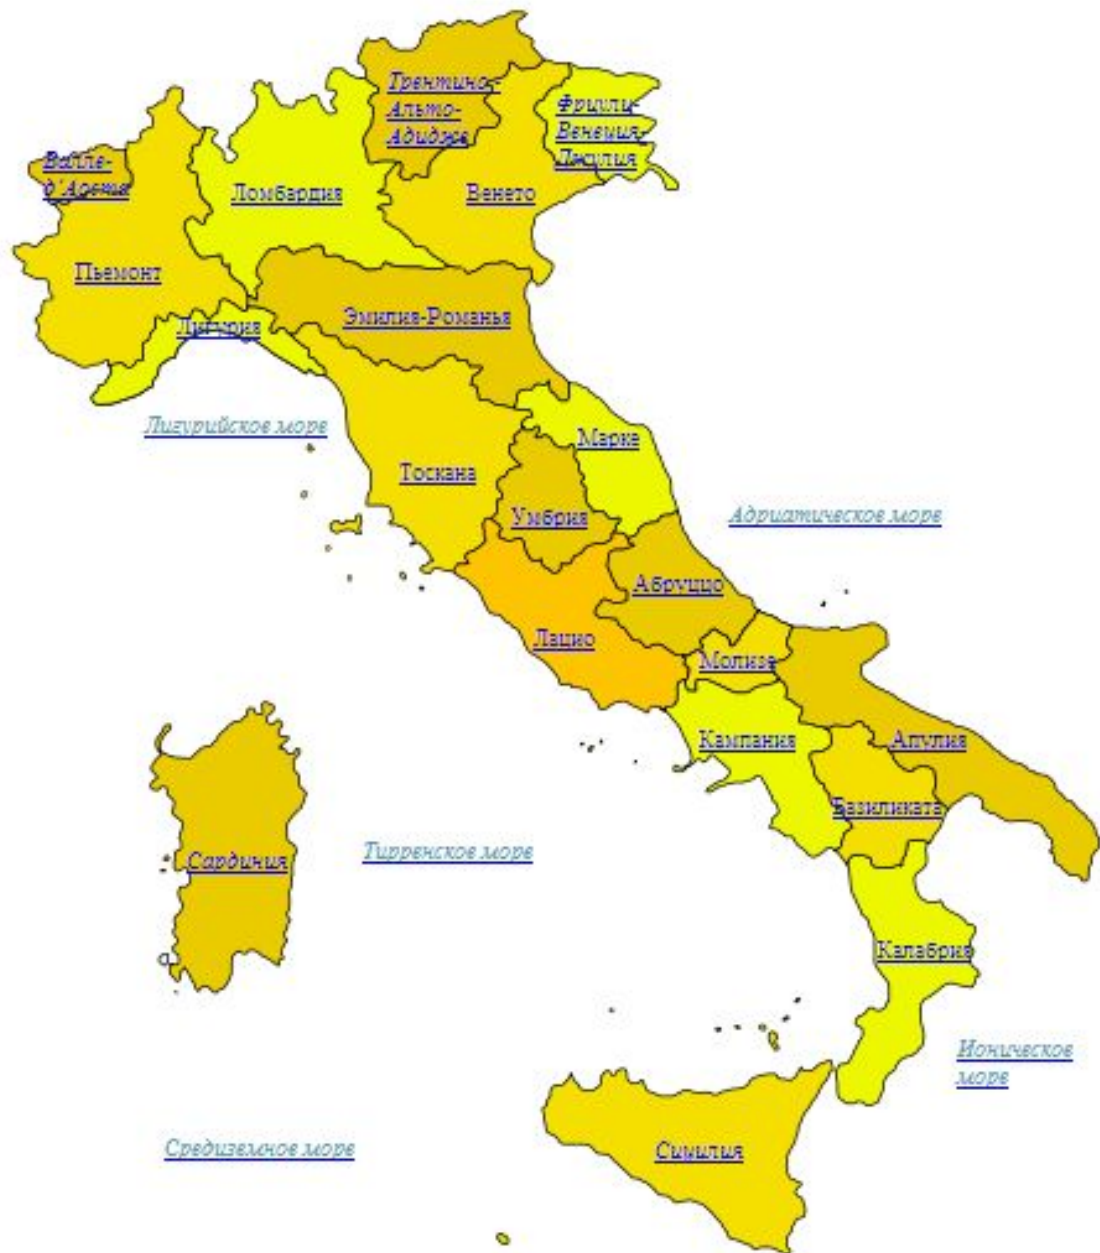 Трентино-
Альто-
Адидже
Фриули-
Венеция-
Джулия
Валле-
д'Аоста
Ломбардия
Венето
Пьемонт
Эмилия-Романья
Лигурия
Лигурийское море
Марке
Тоскана
Умбрия
Адриатическое море
Абруццо
Лацио
Молизе
Кампания
Апулия
Базиликата
Сардиния
Тирренское море
Калабрия
Ионическое
море
Средиземное море
Сицилия